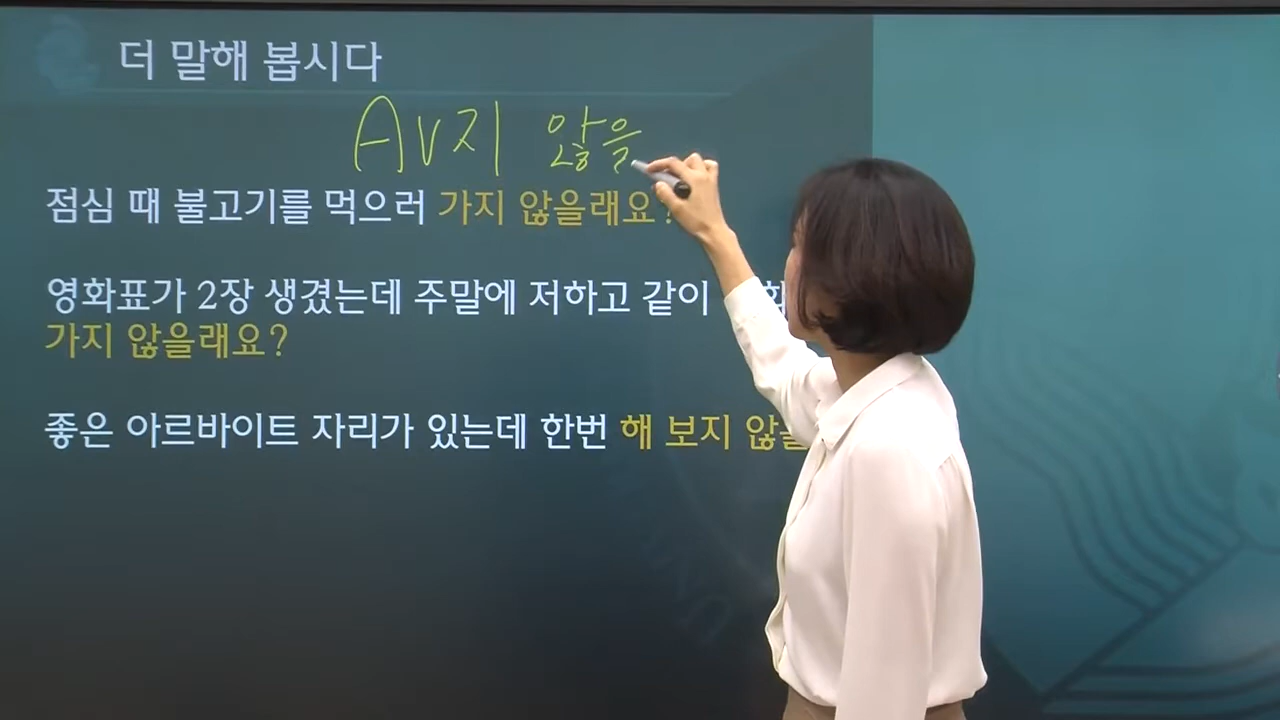 더 말해 봅시다
AV지 않을
점심 때 불고기를 먹으러 가지 않을래요?
영화표가 2장 생겼는데 주말에 저하고 같이
가지 않을래요?
좋은 아르바이트 자리가 있는데 한번 해 보지 않을